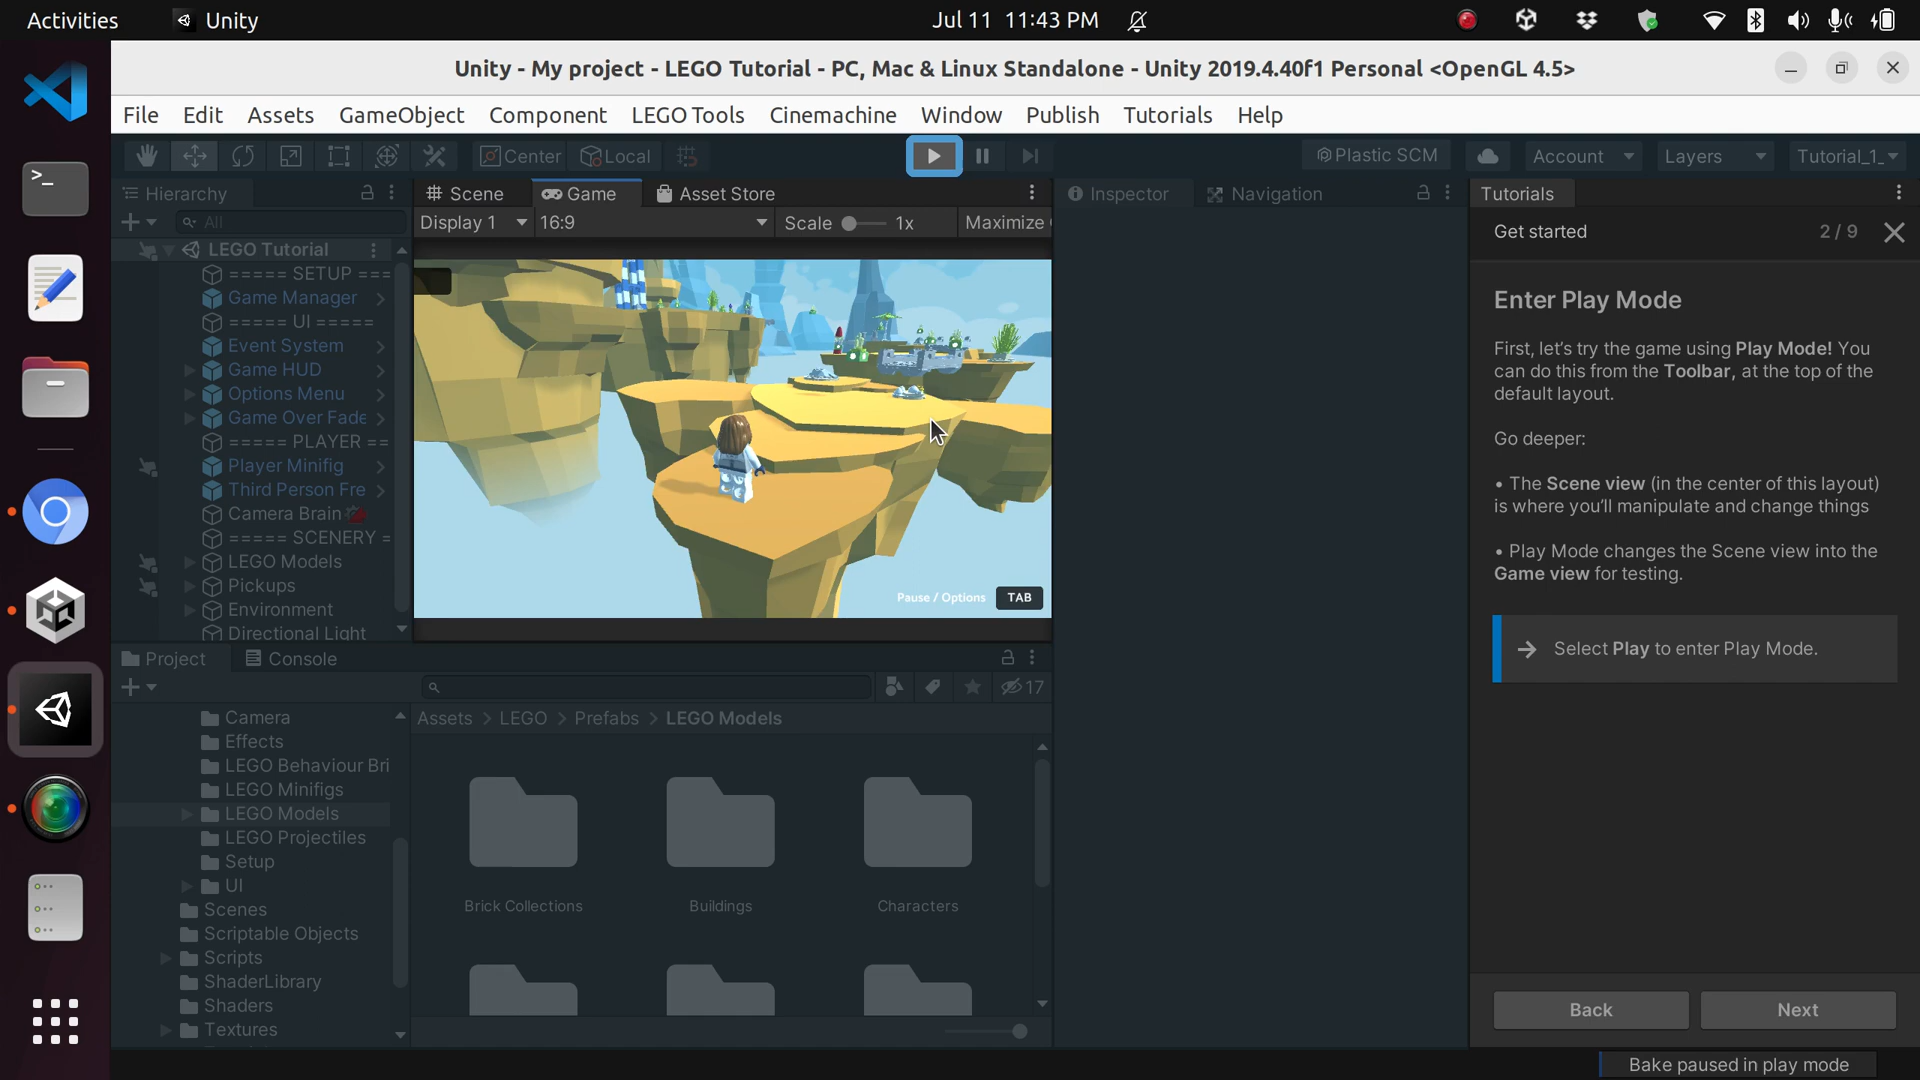 Activities
Unity
Jul 11 11:43 PM
Unity - My project - LEGO Tutorial - PC, Mac & Linux Standalone - Unity 2019.4.40f1 Personal <OpenGL 4.5>
File Edit Assets GameObject Component LEGO Tools Cinemachine Window Publish Tutorials Help
Center
Local
Plastic SCM
Account
Layers
Tutorial_1_
Hierarchy
All
LEGO Tutorial
===== SETUP ===
Game Manager
===== UI =====
Event System
Game HUD
Options Menu
Game Over Fade
===== PLAYER ==
Player Minifig
Third Person Fre
Camera Brain
===== SCENERY =
LEGO Models
Pickups
Environment
Directional Light
Scene
Game
Asset Store
Display 1
16:9
Scale
1x
Maximize
Pause / Options TAB
Inspector
Navigation
Project
Console
17
Camera
Effects
LEGO Behaviour Bri
LEGO Minifigs
LEGO Models
LEGO Projectiles
Setup
UI
Scenes
Scriptable Objects
Scripts
ShaderLibrary
Shaders
Textures
Assets > LEGO > Prefabs > LEGO Models
Brick Collections
Buildings
Characters
Tutorials
Get started
2 / 9
Enter Play Mode
First, let's try the game using Play Mode! You
can do this from the Toolbar, at the top of the
default layout.
Go deeper:
• The Scene view (in the center of this layout)
is where you'll manipulate and change things
• Play Mode changes the Scene view into the
Game view for testing.
Select Play to enter Play Mode.
Back
Next
Bake paused in play mode